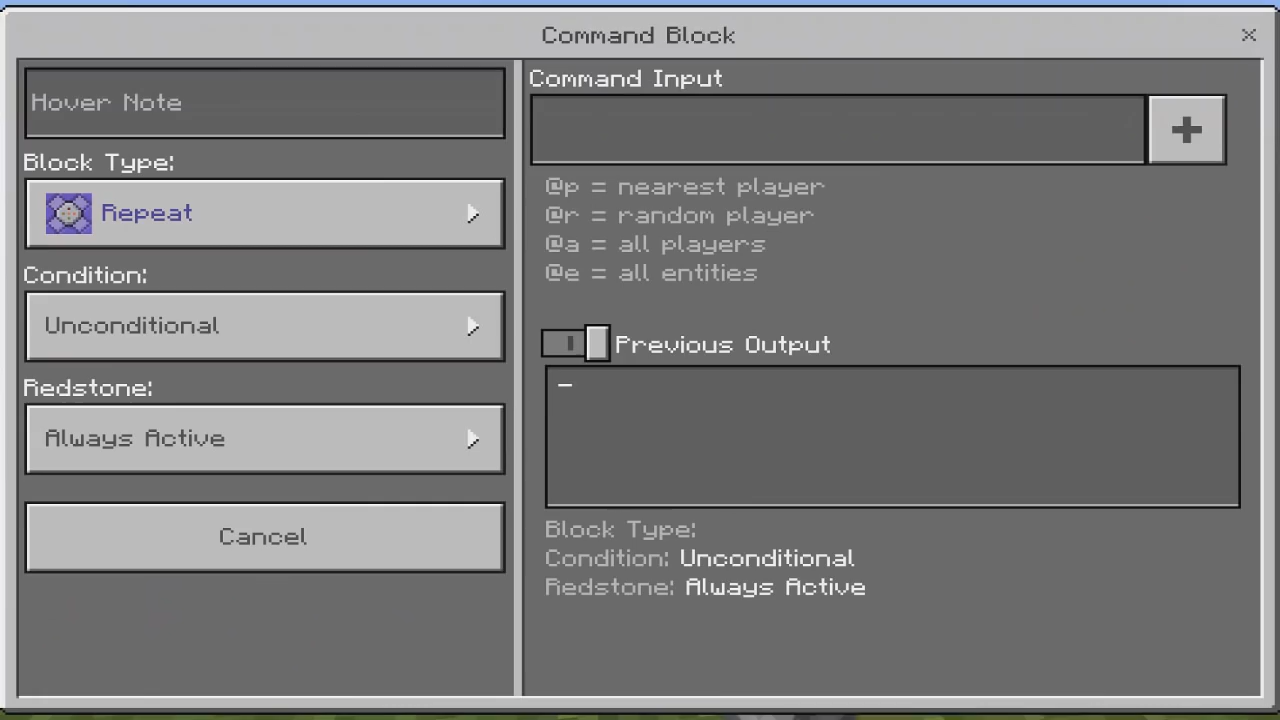 Command Block
Hover Note
Block Type:
Repeat
Condition:
Unconditional
Redstone:
Always Active
Cancel
Command Input
@p = nearest player
@r = random player
@a = all players
@e = all entities
Previous Output
-
Block Type:
Condition: Unconditional
Redstone: Always Active